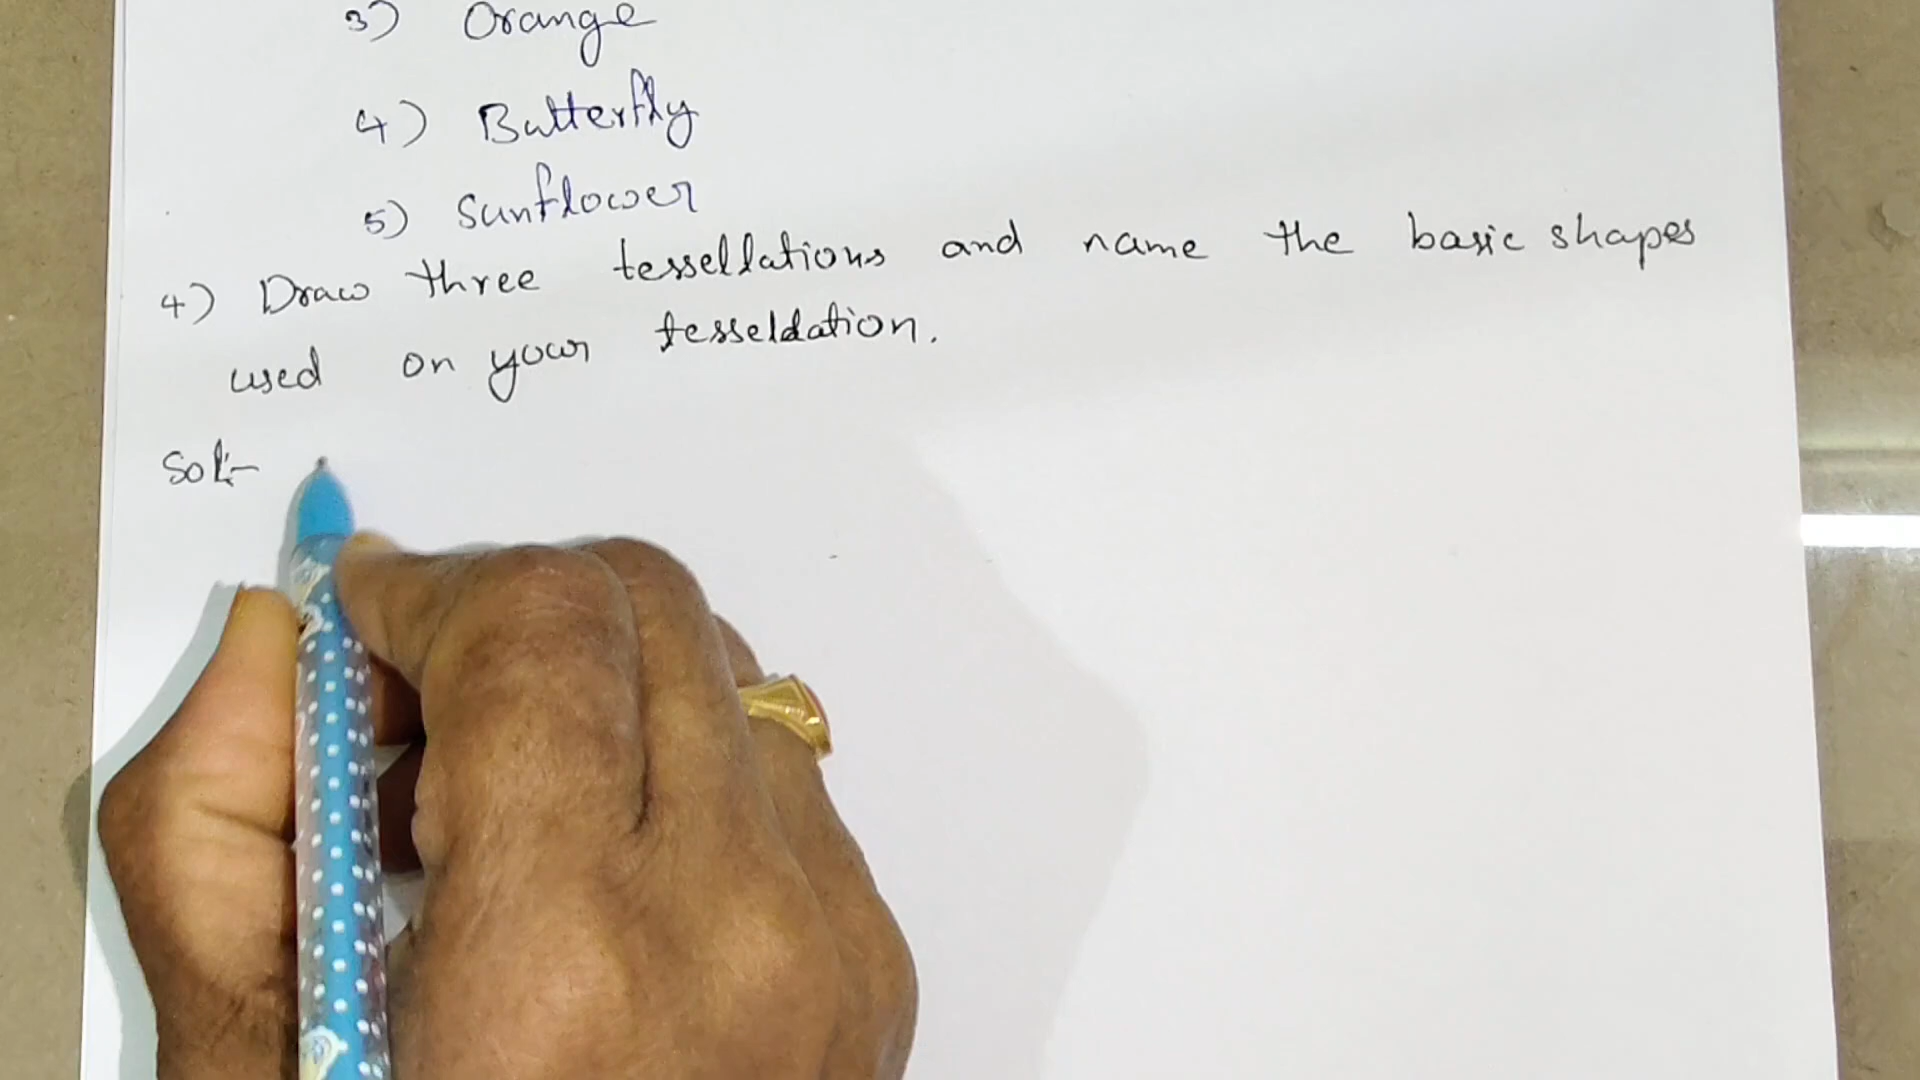 3) Orange
4) Butterfly
5) Sunflower
4) Draw three tessellations and name the basic shapes
used on your tesseldation.
Sol:-